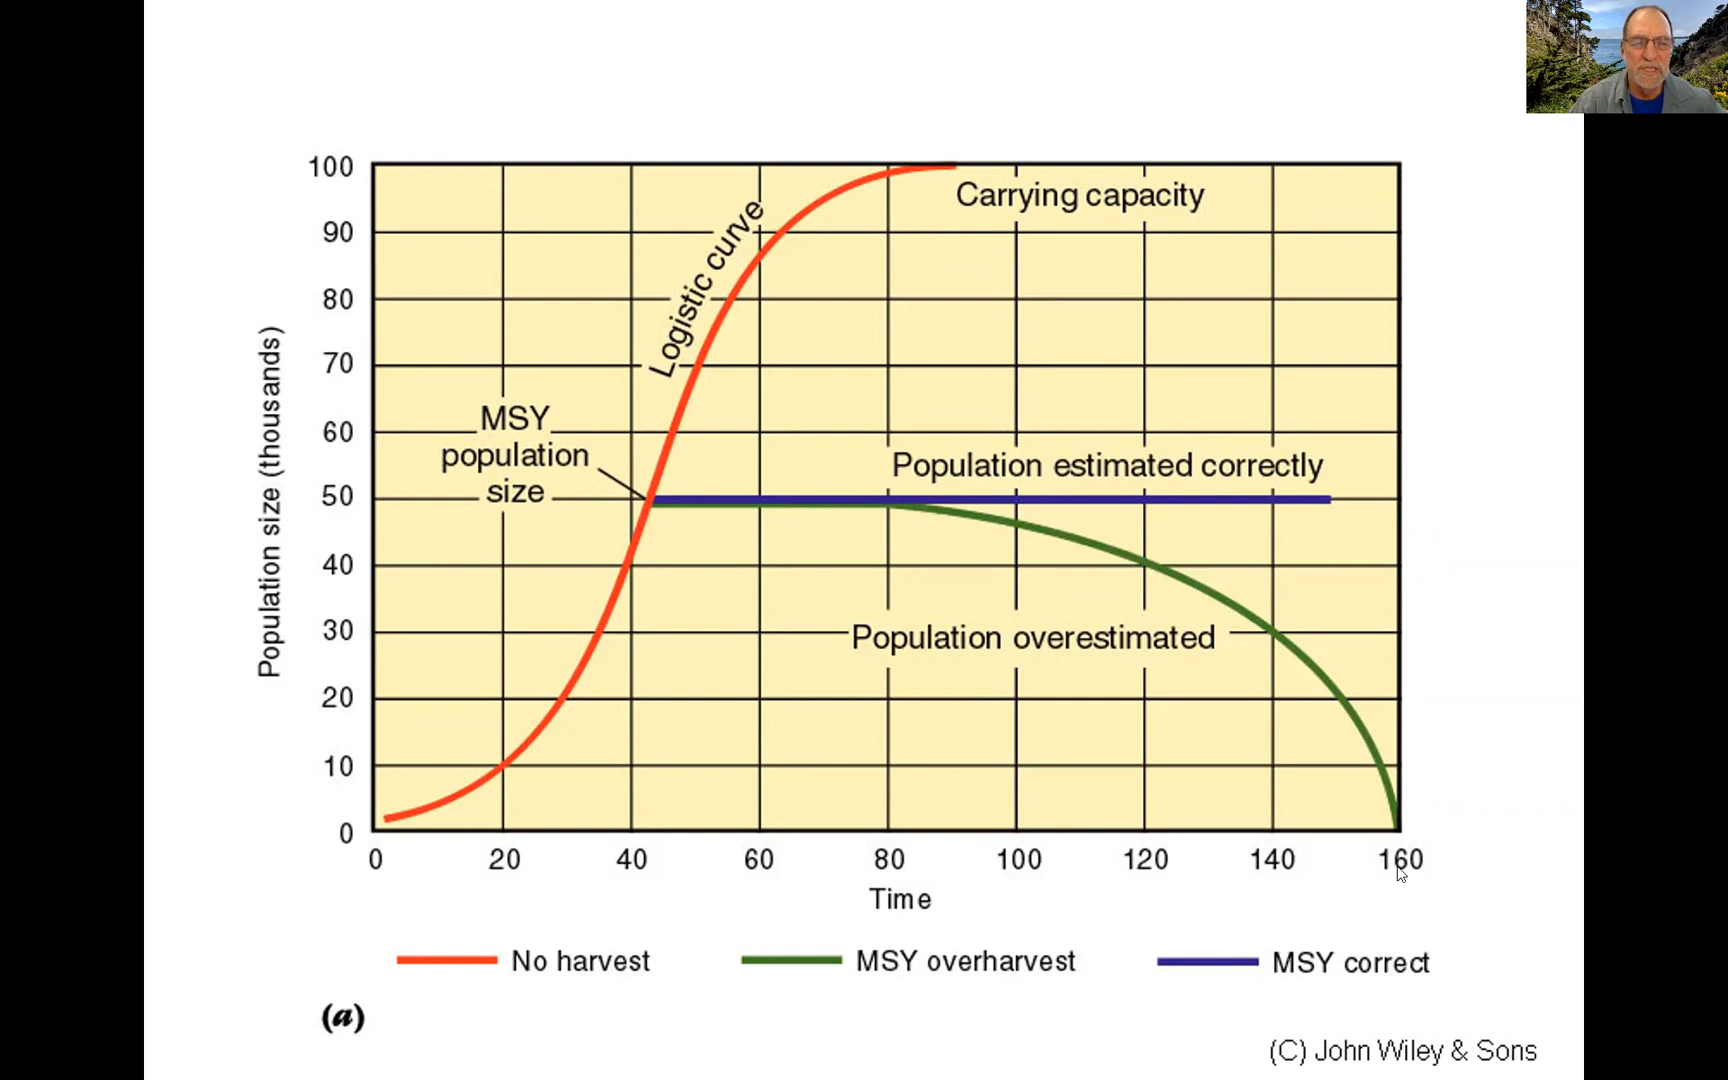 100
90
80
70
60
50
40
30
20
10
0
Population size (thousands)
Carrying capacity
Logistic curve
MSY
population
size
Population estimated correctly
Population overestimated
0 20 40 60 80 100 120 140 160
Time
No harvest MSY overharvest MSY correct
(a)
(C) John Wiley & Sons